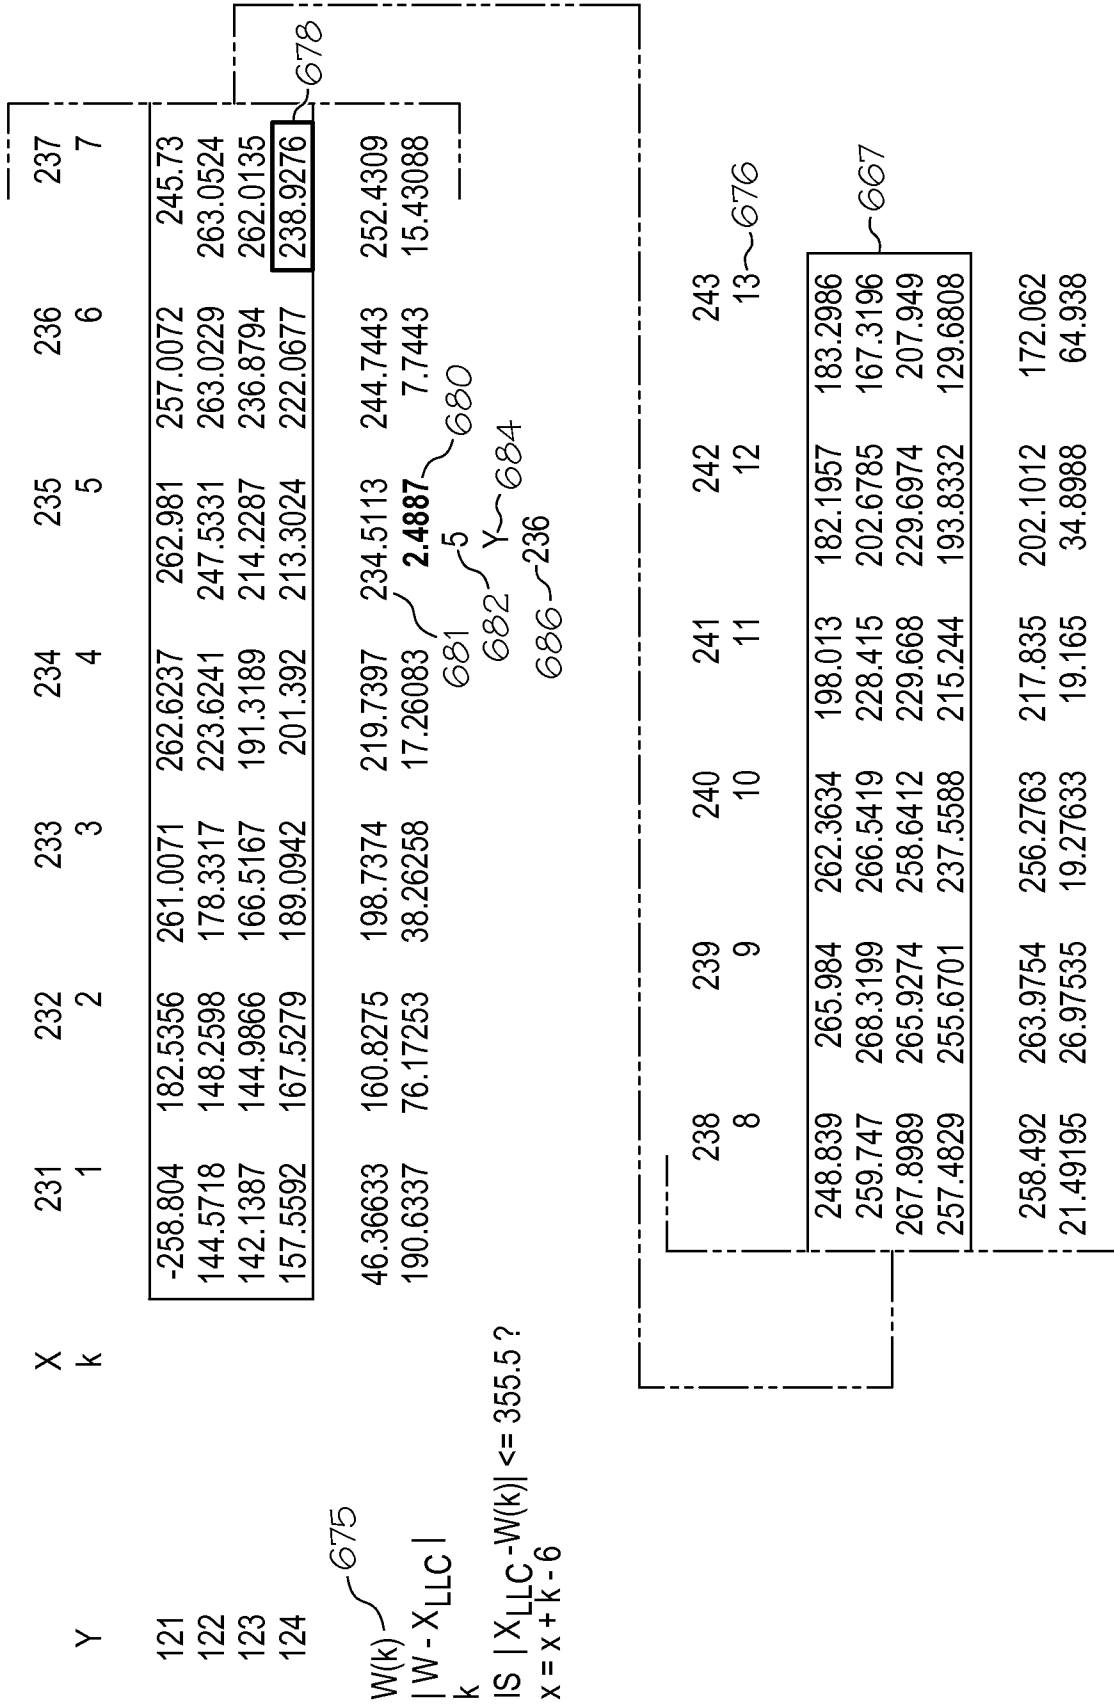 X 231 232 233 234 235 236 237
Y k 1 2 3 4 5 6 7
121 -258.804 182.5356 261.0071 262.6237 262.981 257.0072 245.73
122 144.5718 148.2598 178.3317 223.6241 247.5331 263.0229 263.0524
123 142.1387 144.9866 166.5167 191.3189 214.2287 236.8794 262.0135
124 157.5592 167.5279 189.0942 201.392 213.3024 222.0677 238.9276 678
W(k) 675 46.36633 160.8275 198.7374 219.7397 234.5113 244.7443 252.4309
| W - XLLC | 190.6337 76.17253 38.26258 17.26083 2.4887 7.7443 15.43088
681 680
k 5
682
IS | XLLC -W(k)| <= 355.5 ? Y 684
x = x + k - 6 686 236
238 239 240 241 242 243
8 9 10 11 12 13 676
248.839 265.984 262.3634 198.013 182.1957 183.2986
259.747 268.3199 266.5419 228.415 202.6785 167.3196
267.8989 265.9274 258.6412 229.668 229.6974 207.949
257.4829 255.6701 237.5588 215.244 193.8332 129.6808
667
258.492 263.9754 256.2763 217.835 202.1012 172.062
21.49195 26.97535 19.27633 19.165 34.8988 64.938